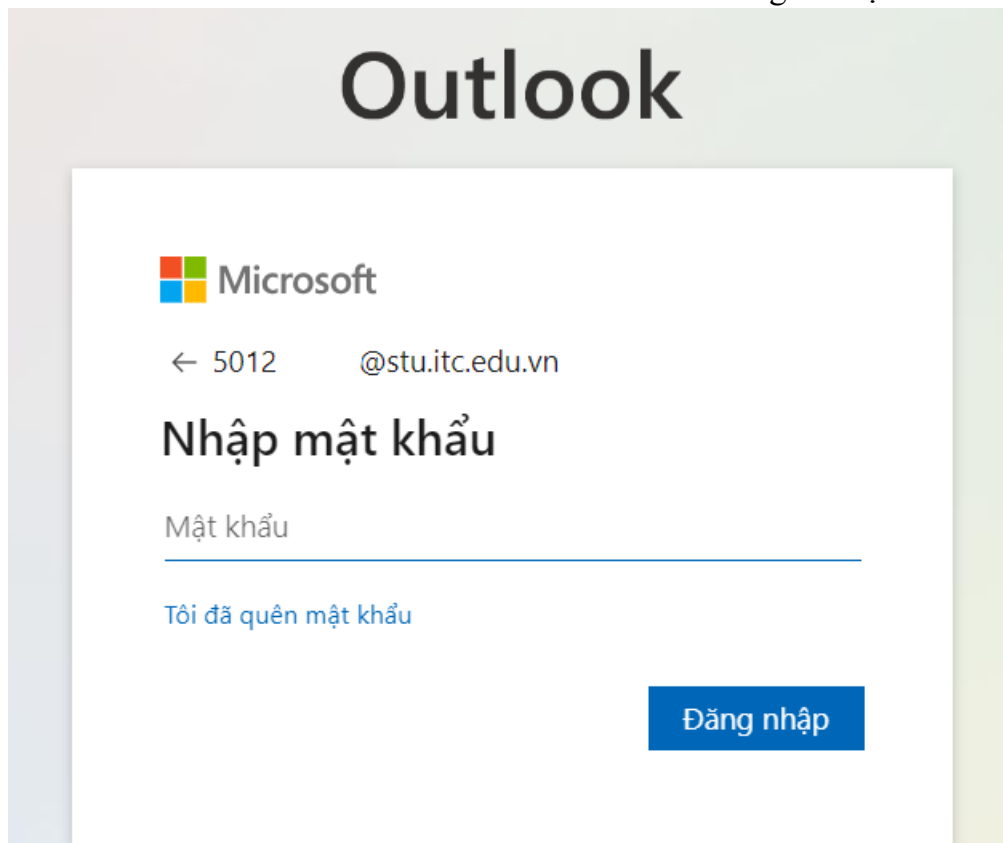 Outlook
Microsoft
← 5012 @stu.itc.edu.vn
Nhập mật khẩu
Mật khẩu
Tôi đã quên mật khẩu
Đăng nhập